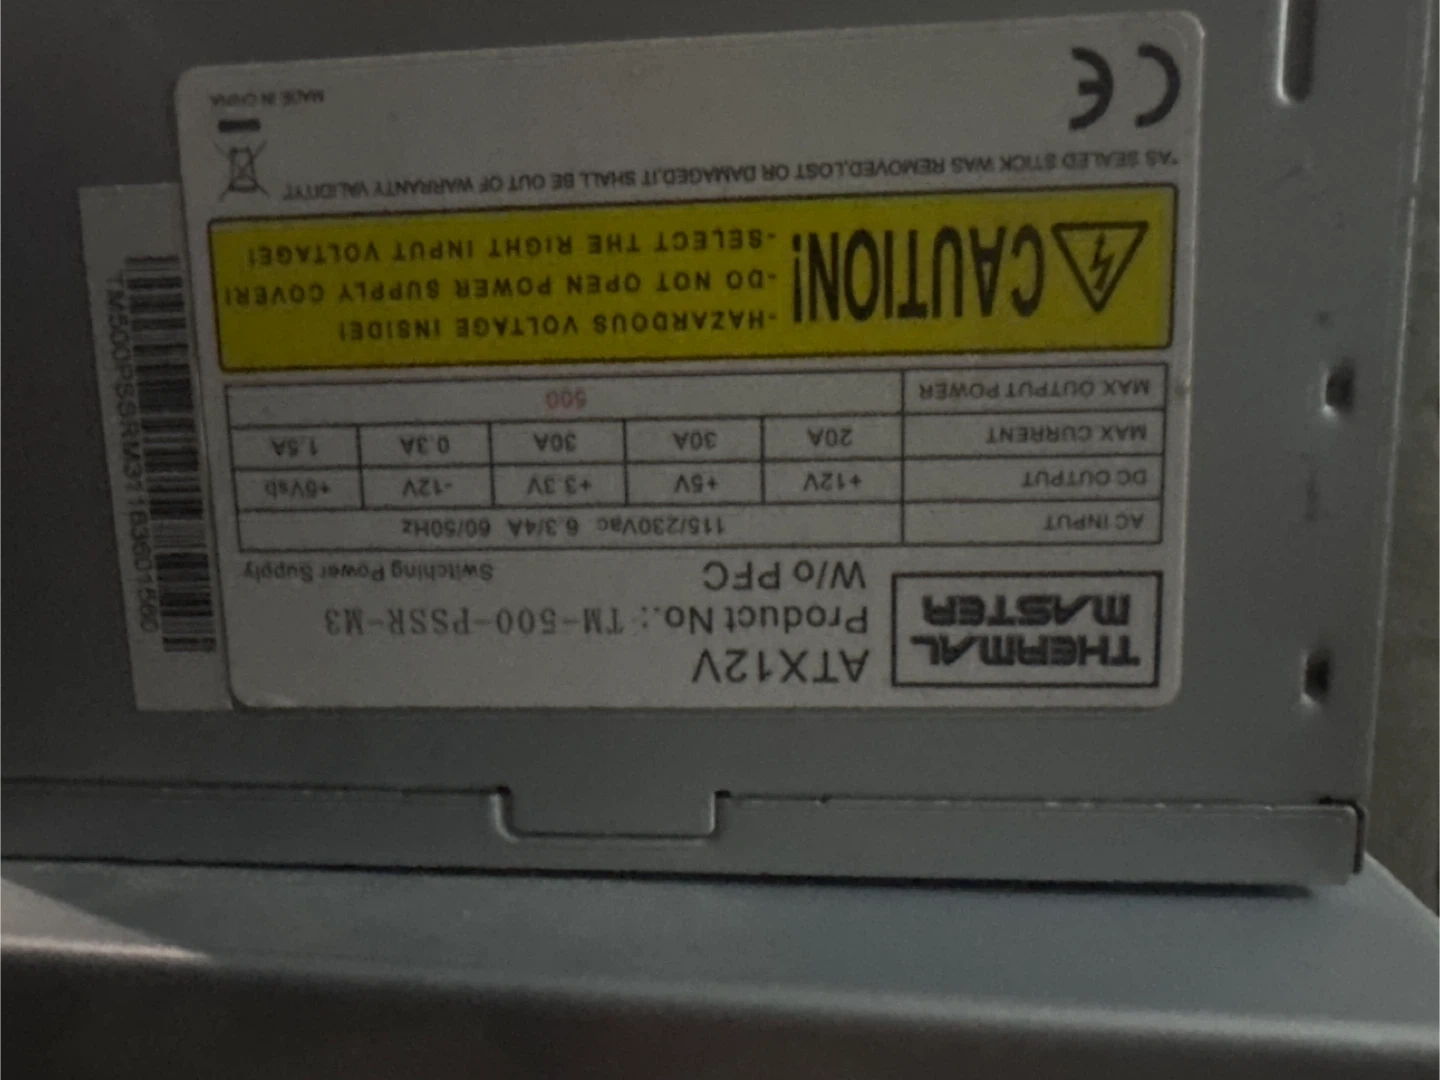 THERMAL
MASTER
ATX12V
Product No.: TM-500-PSSR-M3
W/o PFC Switching Power Supply
AC INPUT 115/230Vac 6.3/4A 60/50Hz
DC OUTPUT +12V +5V +3.3V -12V +5Vsb
MAX CURRENT 20A 30A 30A 0.3A 1.5A
MAX OUTPUT POWER 500
CAUTION!
-HAZARDOUS VOLTAGE INSIDE!
-DO NOT OPEN POWER SUPPLY COVER!
-SELECT THE RIGHT INPUT VOLTAGE!
*AS SEALED STICK WAS REMOVED,LOST OR DAMAGED,IT SHALL BE OUT OF WARRANTY VALIDITY!
CE
MADE IN CHINA